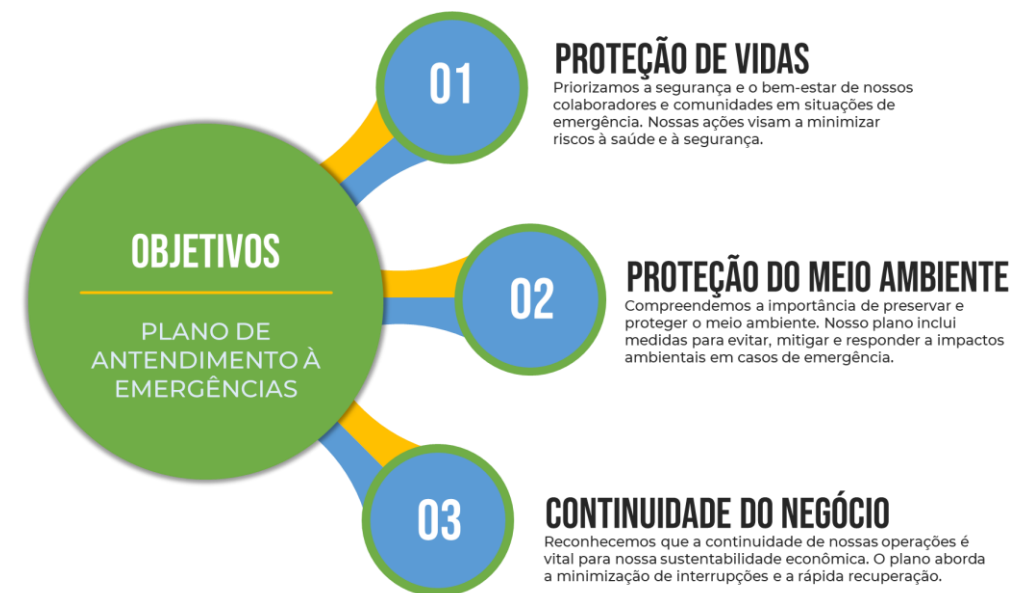 OBJETIVOS
PLANO DE
ANTENDIMENTO À
EMERGÊNCIAS
01
PROTEÇÃO DE VIDAS
Priorizamos a segurança e o bem-estar de nossos
colaboradores e comunidades em situações de
emergência. Nossas ações visam a minimizar
riscos à saúde e à segurança.
02
PROTEÇÃO DO MEIO AMBIENTE
Compreendemos a importância de preservar e
proteger o meio ambiente. Nosso plano inclui
medidas para evitar, mitigar e responder a impactos
ambientais em casos de emergência.
03
CONTINUIDADE DO NEGÓCIO
Reconhecemos que a continuidade de nossas operações é
vital para nossa sustentabilidade econômica. O plano aborda
a minimização de interrupções e a rápida recuperação.